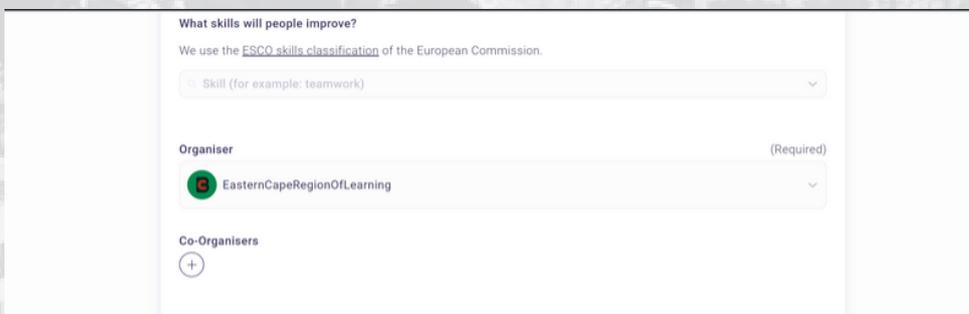 What skills will people improve?
We use the ESCO skills classification of the European Commission.
Skill (for example: teamwork)
Organiser (Required)
EasternCapeRegionOfLearning
Co-Organisers